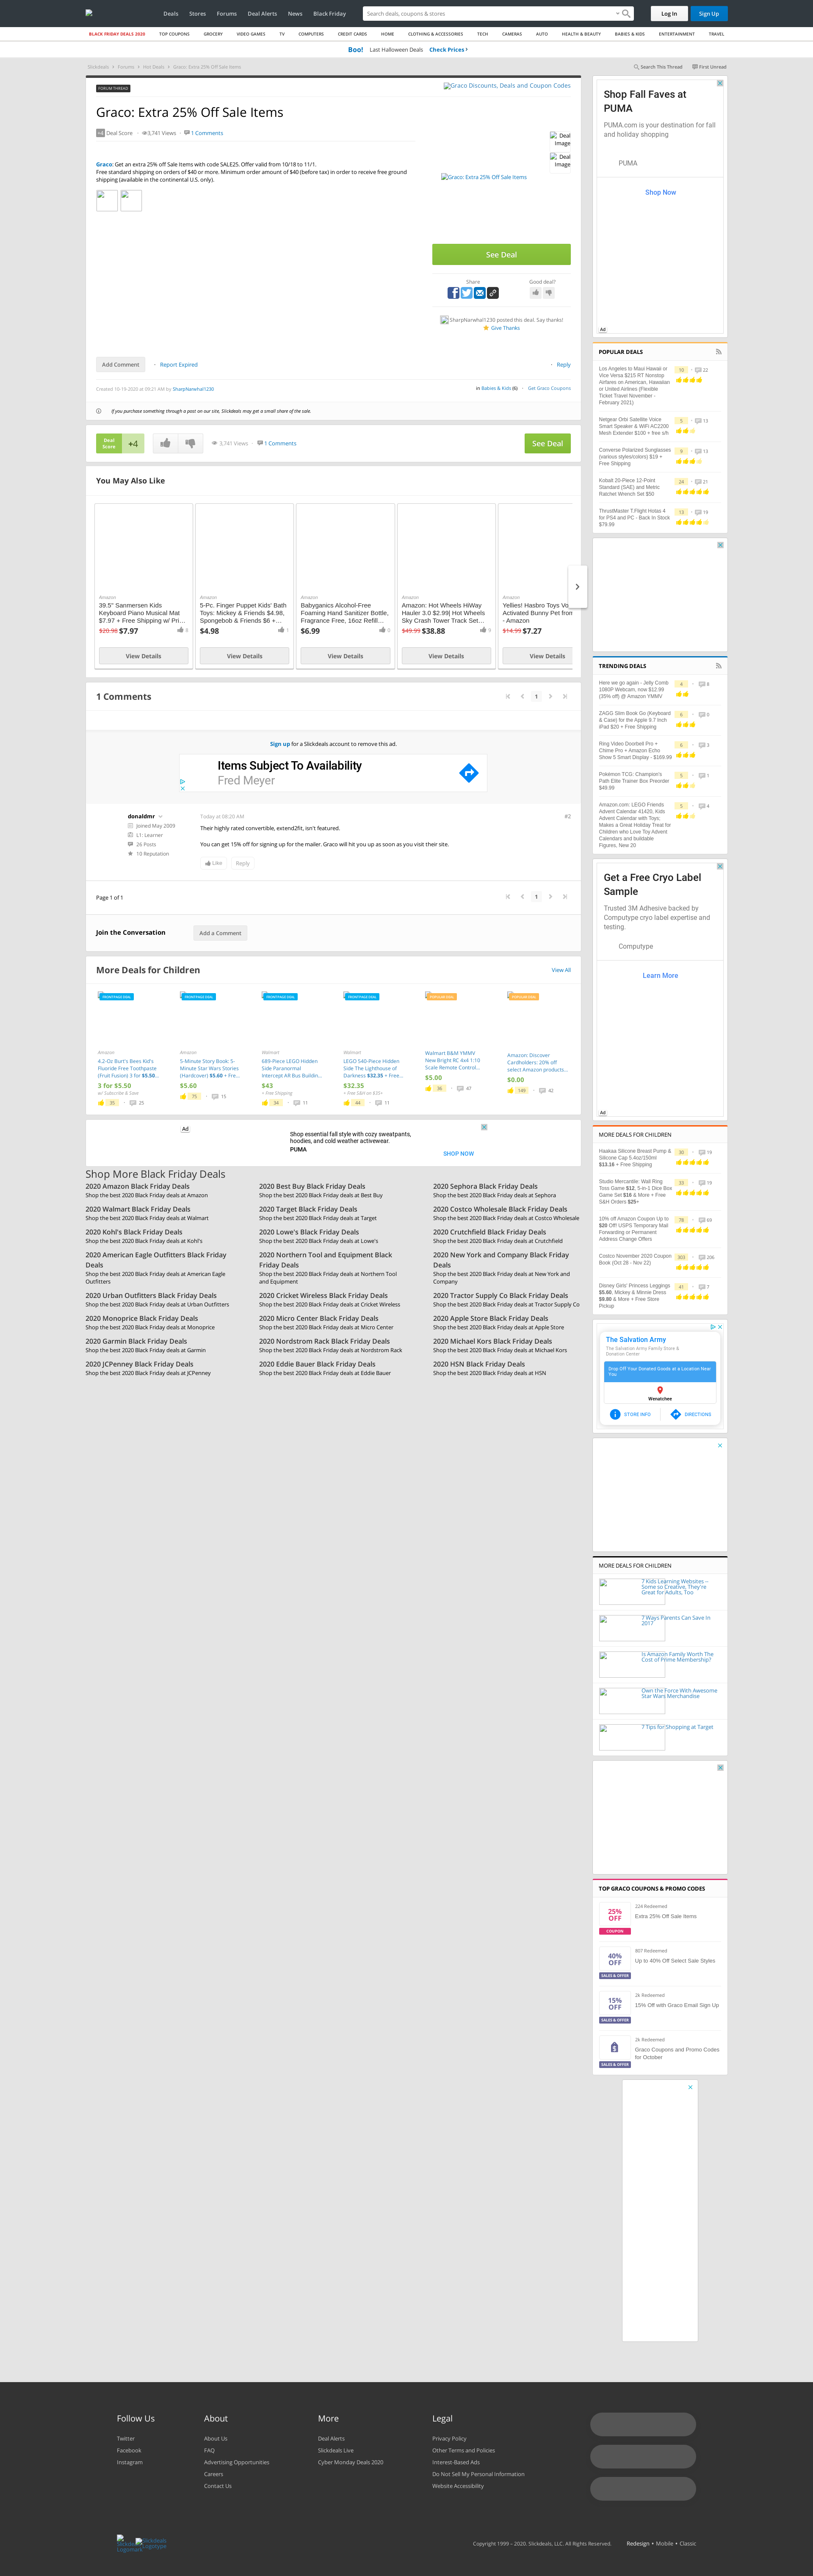 Deals Stores Forums Deal Alerts News Black Friday
Search deals, coupons & stores
Log In Sign Up
BLACK FRIDAY DEALS 2020 TOP COUPONS GROCERY VIDEO GAMES TV COMPUTERS CREDIT CARDS HOME CLOTHING & ACCESSORIES TECH CAMERAS AUTO HEALTH & BEAUTY BABIES & KIDS ENTERTAINMENT TRAVEL
Boo! Last Halloween Deals Check Prices
Slickdeals Forums Hot Deals Graco: Extra 25% Off Sale Items
Search This Thread First Unread
FORUM THREAD
Graco Discounts, Deals and Coupon Codes
Graco: Extra 25% Off Sale Items
+4 Deal Score 3,741 Views 1 Comments
Graco: Get an extra 25% off Sale Items with code SALE25. Offer valid from 10/18 to 11/1.
Free standard shipping on orders of $40 or more. Minimum order amount of $40 (before tax) in order to receive free ground
shipping (available in the continental U.S. only).
Deal Image
Deal Image
Graco: Extra 25% Off Sale Items
See Deal
Share Good deal?
SharpNarwhal1230 posted this deal. Say thanks!
Give Thanks
Add Comment Report Expired Reply
Created 10-19-2020 at 09:21 AM by SharpNarwhal1230
in Babies & Kids (6) Get Graco Coupons
If you purchase something through a post on our site, Slickdeals may get a small share of the sale.
Deal Score +4 3,741 Views 1 Comments See Deal
You May Also Like
Amazon
39.5" Sanmersen Kids
Keyboard Piano Musical Mat
$7.97 + Free Shipping w/ Pri...
$20.98 $7.97 8
View Details
Amazon
5-Pc. Finger Puppet Kids' Bath
Toys: Mickey & Friends $4.98,
Spongebob & Friends $6 +...
$4.98 1
View Details
Amazon
Babyganics Alcohol-Free
Foaming Hand Sanitizer Bottle,
Fragrance Free, 16oz Refill...
$6.99 0
View Details
Amazon
Amazon: Hot Wheels HiWay
Hauler 3.0 $2.99| Hot Wheels
Sky Crash Tower Track Set...
$49.99 $38.88 9
View Details
Amazon
Yellies! Hasbro Toys Vo
Activated Bunny Pet fron
- Amazon
$14.99 $7.27
View Details
1 Comments
1
Sign up for a Slickdeals account to remove this ad.
Items Subject To Availability
Fred Meyer
donaldmr
Joined May 2009
L1: Learner
26 Posts
10 Reputation
Today at 08:20 AM #2
Their highly rated convertible, extend2fit, isn't featured.
You can get 15% off for signing up for the mailer. Graco will hit you up as soon as you visit their site.
Like Reply
Page 1 of 1
1
Join the Conversation Add a Comment
More Deals for Children View All
FRONTPAGE DEAL
Amazon
4.2-Oz Burt's Bees Kid's
Fluoride Free Toothpaste
(Fruit Fusion) 3 for $5.50...
3 for $5.50
w/ Subscribe & Save
35 25
FRONTPAGE DEAL
Amazon
5-Minute Story Book: 5-
Minute Star Wars Stories
(Hardcover) $5.60 + Fre...
$5.60
75 15
FRONTPAGE DEAL
Walmart
689-Piece LEGO Hidden
Side Paranormal
Intercept AR Bus Buildin...
$43
+ Free Shipping
34 11
FRONTPAGE DEAL
Walmart
LEGO 540-Piece Hidden
Side The Lighthouse of
Darkness $32.35 + Free...
$32.35
+ Free S&H on $35+
44 11
POPULAR DEAL
Walmart B&M YMMV
New Bright RC 4x4 1:10
Scale Remote Control...
$5.00
36 47
POPULAR DEAL
Amazon: Discover
Cardholders: 20% off
select Amazon products...
$0.00
149 42
Ad
Shop essential fall style with cozy sweatpants,
hoodies, and cold weather activewear.
PUMA
SHOP NOW
Shop More Black Friday Deals
2020 Amazon Black Friday Deals
Shop the best 2020 Black Friday deals at Amazon
2020 Best Buy Black Friday Deals
Shop the best 2020 Black Friday deals at Best Buy
2020 Sephora Black Friday Deals
Shop the best 2020 Black Friday deals at Sephora
2020 Walmart Black Friday Deals
Shop the best 2020 Black Friday deals at Walmart
2020 Target Black Friday Deals
Shop the best 2020 Black Friday deals at Target
2020 Costco Wholesale Black Friday Deals
Shop the best 2020 Black Friday deals at Costco Wholesale
2020 Kohl's Black Friday Deals
Shop the best 2020 Black Friday deals at Kohl's
2020 Lowe's Black Friday Deals
Shop the best 2020 Black Friday deals at Lowe's
2020 Crutchfield Black Friday Deals
Shop the best 2020 Black Friday deals at Crutchfield
2020 American Eagle Outfitters Black Friday
Deals
Shop the best 2020 Black Friday deals at American Eagle
Outfitters
2020 Northern Tool and Equipment Black
Friday Deals
Shop the best 2020 Black Friday deals at Northern Tool
and Equipment
2020 New York and Company Black Friday
Deals
Shop the best 2020 Black Friday deals at New York and
Company
2020 Urban Outfitters Black Friday Deals
Shop the best 2020 Black Friday deals at Urban Outfitters
2020 Cricket Wireless Black Friday Deals
Shop the best 2020 Black Friday deals at Cricket Wireless
2020 Tractor Supply Co Black Friday Deals
Shop the best 2020 Black Friday deals at Tractor Supply Co
2020 Monoprice Black Friday Deals
Shop the best 2020 Black Friday deals at Monoprice
2020 Micro Center Black Friday Deals
Shop the best 2020 Black Friday deals at Micro Center
2020 Apple Store Black Friday Deals
Shop the best 2020 Black Friday deals at Apple Store
2020 Garmin Black Friday Deals
Shop the best 2020 Black Friday deals at Garmin
2020 Nordstrom Rack Black Friday Deals
Shop the best 2020 Black Friday deals at Nordstrom Rack
2020 Michael Kors Black Friday Deals
Shop the best 2020 Black Friday deals at Michael Kors
2020 JCPenney Black Friday Deals
Shop the best 2020 Black Friday deals at JCPenney
2020 Eddie Bauer Black Friday Deals
Shop the best 2020 Black Friday deals at Eddie Bauer
2020 HSN Black Friday Deals
Shop the best 2020 Black Friday deals at HSN
Shop Fall Faves at
PUMA
PUMA.com is your destination for fall
and holiday shopping
PUMA
Shop Now
Ad
POPULAR DEALS
Los Angeles to Maui Hawaii or
Vice Versa $215 RT Nonstop
Airfares on American, Hawaiian
or United Airlines (Flexible
Ticket Travel November -
February 2021)
10 22
Netgear Orbi Satellite Voice
Smart Speaker & WiFi AC2200
Mesh Extender $100 + free s/h
5 13
Converse Polarized Sunglasses
(various styles/colors) $19 +
Free Shipping
9 13
Kobalt 20-Piece 12-Point
Standard (SAE) and Metric
Ratchet Wrench Set $50
24 21
ThrustMaster T.Flight Hotas 4
for PS4 and PC - Back In Stock
$79.99
13 19
TRENDING DEALS
Here we go again - Jelly Comb
1080P Webcam, now $12.99
(35% off) @ Amazon YMMV
4 8
ZAGG Slim Book Go (Keyboard
& Case) for the Apple 9.7 Inch
iPad $20 + Free Shipping
6 0
Ring Video Doorbell Pro +
Chime Pro + Amazon Echo
Show 5 Smart Display - $169.99
6 3
Pokémon TCG: Champion's
Path Elite Trainer Box Preorder
$49.99
5 1
Amazon.com: LEGO Friends
Advent Calendar 41420, Kids
Advent Calendar with Toys;
Makes a Great Holiday Treat for
Children who Love Toy Advent
Calendars and buildable
Figures, New 20
5 4
Get a Free Cryo Label
Sample
Trusted 3M Adhesive backed by
Computype cryo label expertise and
testing.
Computype
Learn More
Ad
MORE DEALS FOR CHILDREN
Haakaa Silicone Breast Pump &
Silicone Cap 5.4oz/150ml
$13.16 + Free Shipping
30 19
Studio Mercantile: Wall Ring
Toss Game $12, 5-in-1 Dice Box
Game Set $16 & More + Free
S&H Orders $25+
33 19
10% off Amazon Coupon Up to
$20 Off! USPS Temporary Mail
Forwarding or Permanent
Address Change Offers
78 69
Costco November 2020 Coupon
Book (Oct 28 - Nov 22)
303 206
Disney Girls' Princess Leggings
$5.60, Mickey & Minnie Dress
$9.80 & More + Free Store
Pickup
41 7
The Salvation Army
The Salvation Army Family Store &
Donation Center
Drop Off Your Donated Goods at a Location Near
You
Wenatchee
STORE INFO DIRECTIONS
MORE DEALS FOR CHILDREN
7 Kids Learning Websites --
Some so Creative, They're
Great for Adults, Too
7 Ways Parents Can Save In
2017
Is Amazon Family Worth The
Cost of Prime Membership?
Own the Force With Awesome
Star Wars Merchandise
7 Tips for Shopping at Target
TOP GRACO COUPONS & PROMO CODES
25% OFF
COUPON
224 Redeemed
Extra 25% Off Sale Items
40% OFF
SALES & OFFER
807 Redeemed
Up to 40% Off Select Sale Styles
15% OFF
SALES & OFFER
2k Redeemed
15% Off with Graco Email Sign Up
SALES & OFFER
2k Redeemed
Graco Coupons and Promo Codes
for October
Follow Us
Twitter
Facebook
Instagram
About
About Us
FAQ
Advertising Opportunities
Careers
Contact Us
More
Deal Alerts
Slickdeals Live
Cyber Monday Deals 2020
Legal
Privacy Policy
Other Terms and Policies
Interest-Based Ads
Do Not Sell My Personal Information
Website Accessibility
Slickdeals Logomark
Slickdeals Logotype
Copyright 1999 - 2020. Slickdeals, LLC. All Rights Reserved. Redesign • Mobile • Classic